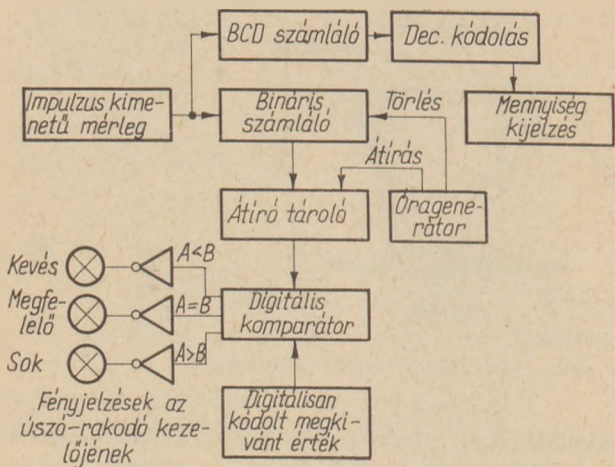 BCD számláló
Dec. kódolás
Impulzus kime-
netű mérleg
Bináris
számláló
Törlés
Mennyiség
kijelzés
Átírás
Átíró tároló
Óragene-
rátor
Kevés
A<B
Megfe-
lelő
A=B
Digitális
komparátor
Sok
A>B
Fényjelzések az
úszó-rakodó keze-
lőjének
Digitálisan
kódolt megkí-
vánt érték